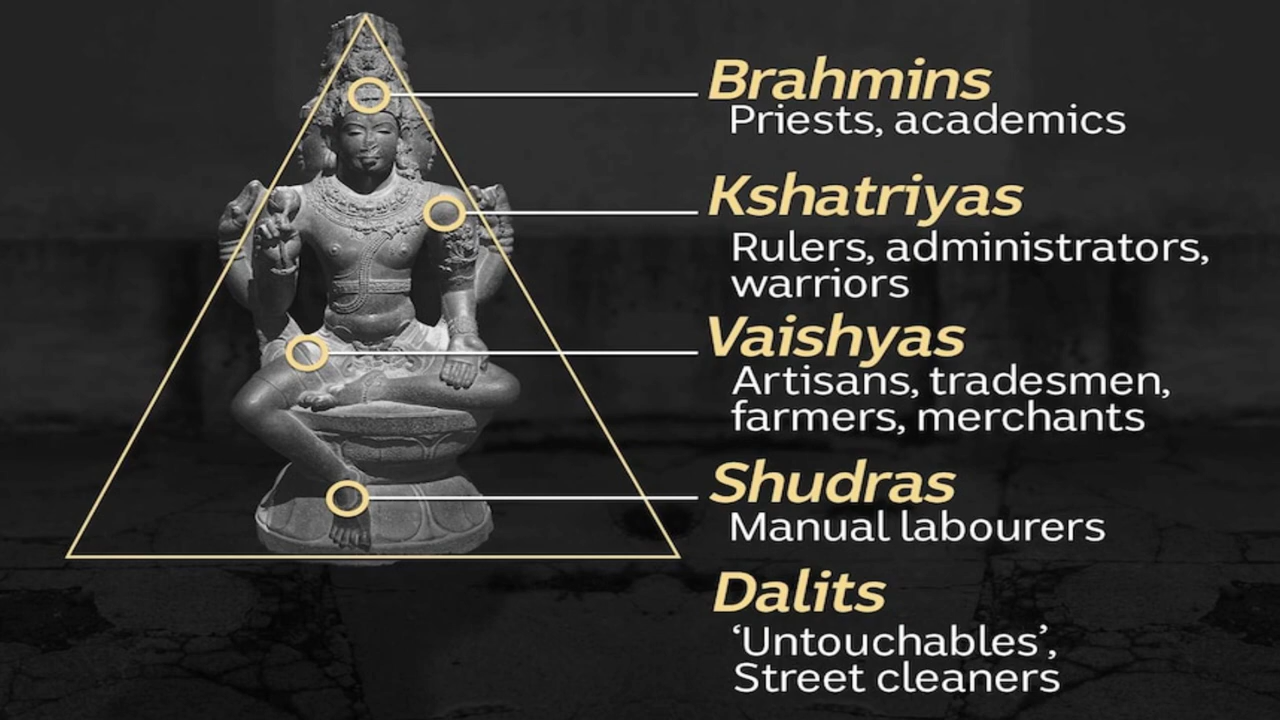 Brahmins
Priests, academics
Kshatriyas
Rulers, administrators,
warriors
Vaishyas
Artisans, tradesmen,
farmers, merchants
Shudras
Manual labourers
Dalits
‘Untouchables’,
Street cleaners